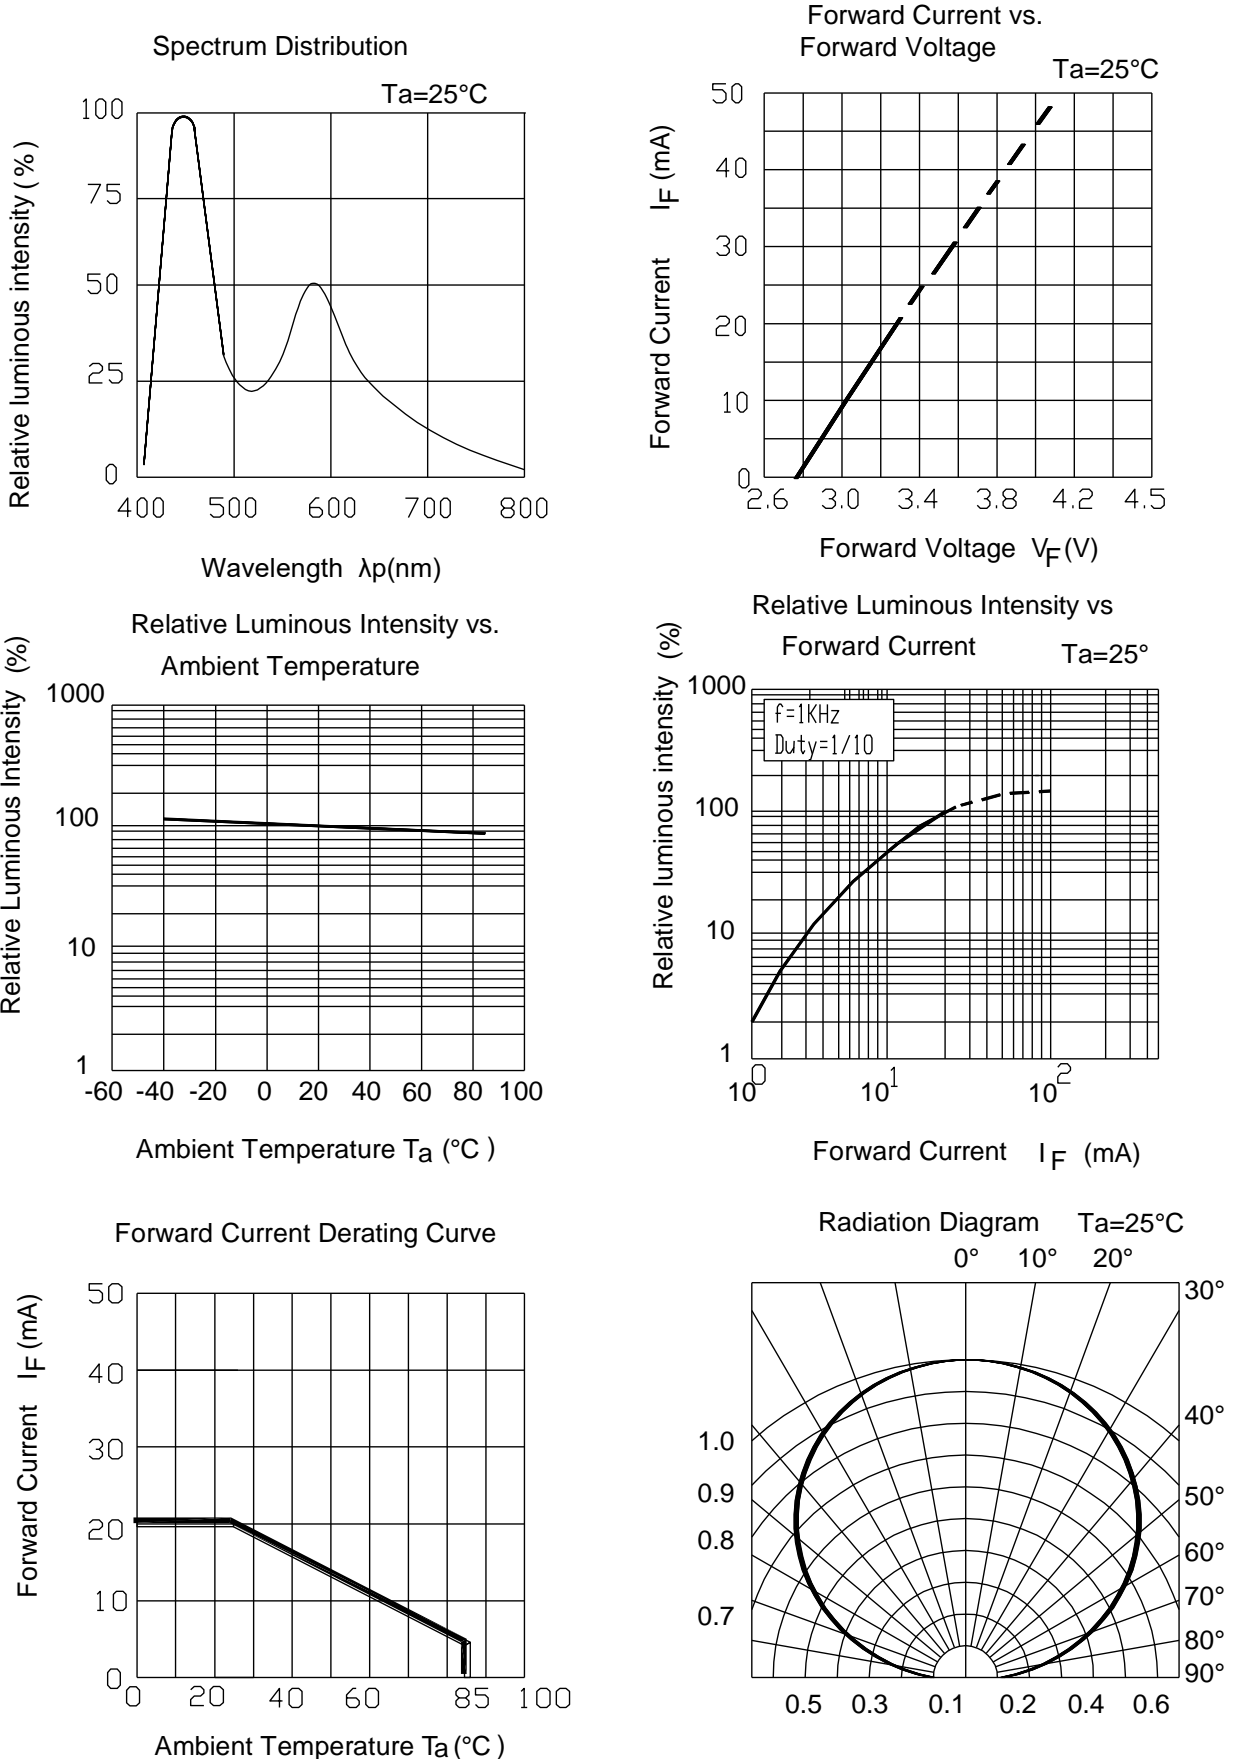 Spectrum Distribution
Ta=25°C
Relative luminous intensity ( % )
100
75
50
25
0
400 500 600 700 800
Wavelength λp(nm)
Forward Current vs.
Forward Voltage
Ta=25°C
Forward Current IF (mA)
50
40
30
20
10
0
2.6 3.0 3.4 3.8 4.2 4.5
Forward Voltage VF (V)
Relative Luminous Intensity vs.
Ambient Temperature
Relative Luminous Intensity (%)
1000
100
10
1
-60 -40 -20 0 20 40 60 80 100
Ambient Temperature Ta (°C )
Relative Luminous Intensity vs
Forward Current
Ta=25°
Relative luminous intensity (%)
1000
f=1KHz
Duty=1/10
100
10
1
10⁰ 10¹ 10²
Forward Current IF (mA)
Forward Current Derating Curve
Forward Current IF (mA)
50
40
30
20
10
0
0 20 40 60 85 100
Ambient Temperature Ta (°C )
Radiation Diagram Ta=25°C
0° 10° 20°
30°
40°
50°
60°
70°
80°
90°
1.0
0.9
0.8
0.7
0.5 0.3 0.1 0.2 0.4 0.6